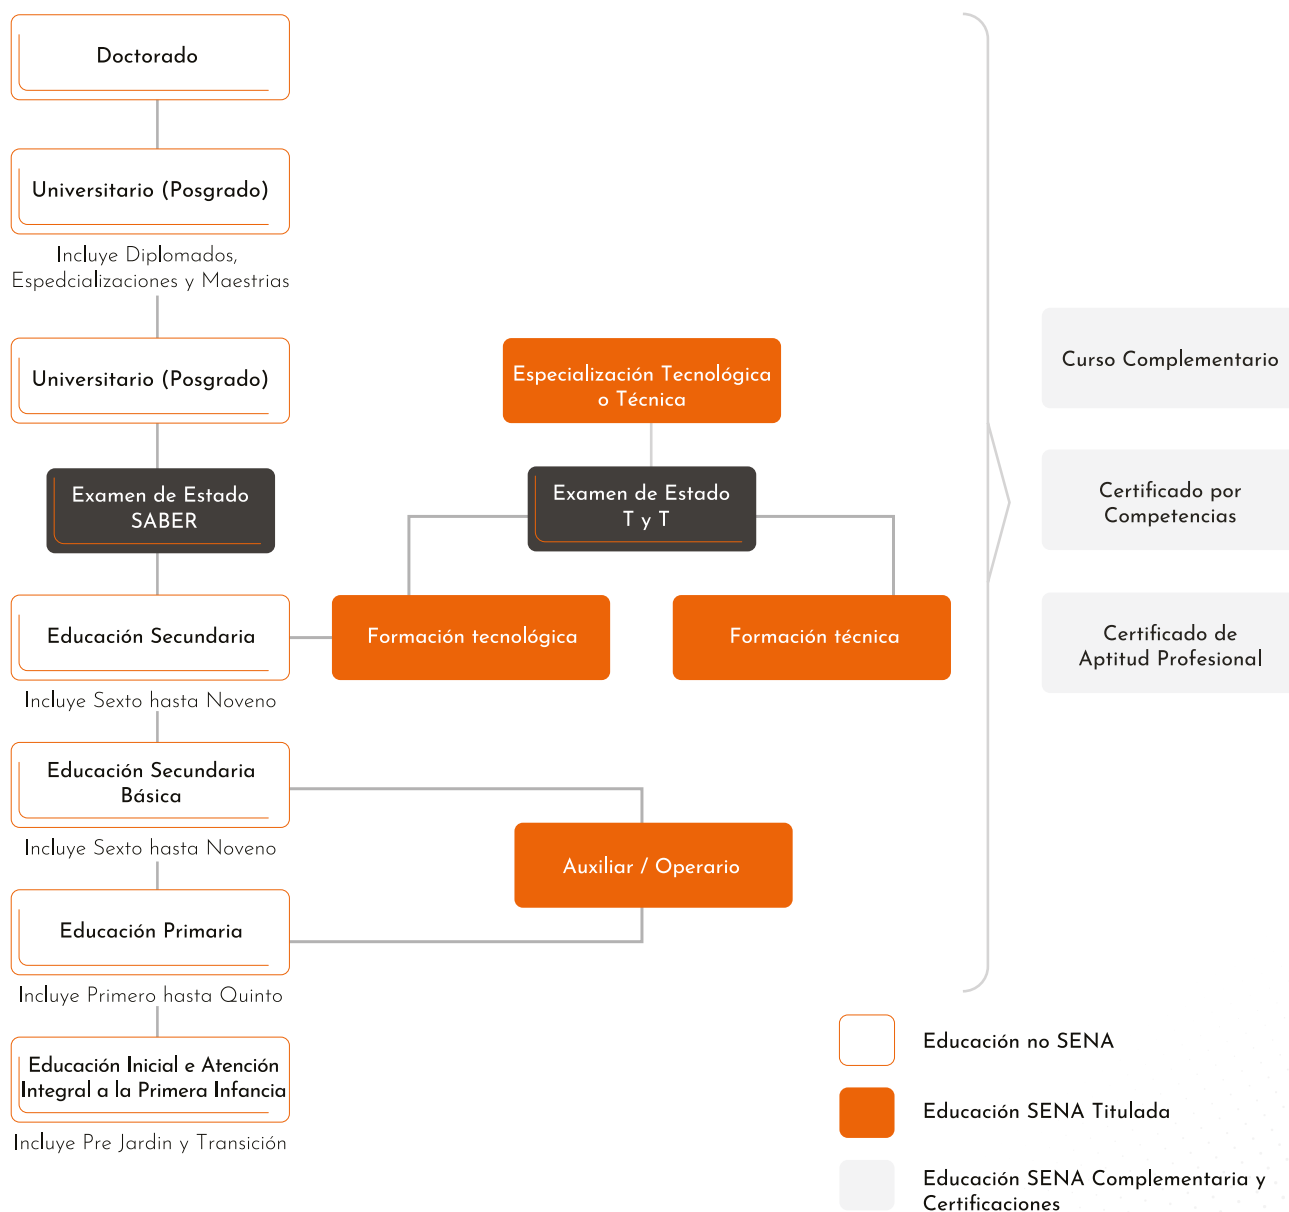 Doctorado
Universitario (Posgrado)
Incluye Diplomados,
Espedcializaciones y Maestrias
Universitario (Posgrado)
Examen de Estado
SABER
Educación Secundaria
Incluye Sexto hasta Noveno
Educación Secundaria
Básica
Incluye Sexto hasta Noveno
Educación Primaria
Incluye Primero hasta Quinto
Educación Inicial e Atención
Integral a la Primera Infancia
Incluye Pre Jardin y Transición
Especialización Tecnológica
o Técnica
Examen de Estado
T y T
Formación tecnológica
Formación técnica
Auxiliar / Operario
Curso Complementario
Certificado por
Competencias
Certificado de
Aptitud Profesional
Educación no SENA
Educación SENA Titulada
Educación SENA Complementaria y
Certificaciones